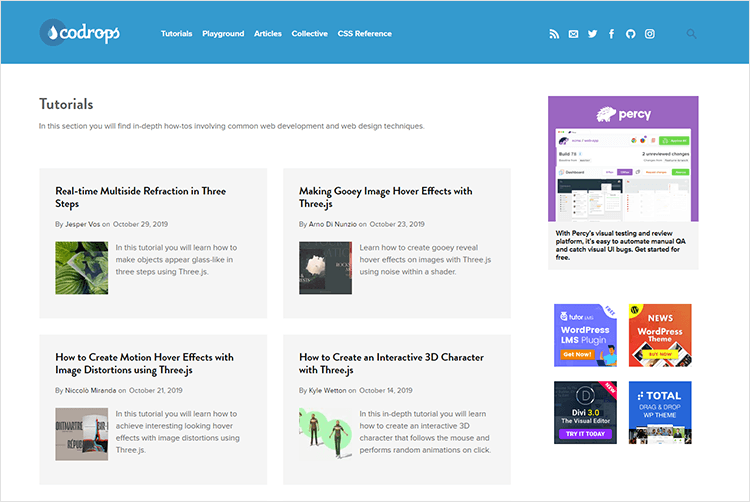 codrops
Tutorials Playground Articles Collective CSS Reference
Tutorials
In this section you will find in-depth how-tos involving common web development and web design techniques.
Real-time Multiside Refraction in Three
Steps
By Jesper Vos on October 29, 2019
In this tutorial you will learn how to
make objects appear glass-like in
three steps using Three.js.
Making Gooey Image Hover Effects with
Three.js
By Arno Di Nunzio on October 23, 2019
Learn how to create gooey reveal
hover effects on images with Three.js
using noise within a shader.
How to Create Motion Hover Effects with
Image Distortions using Three.js
By Niccolò Miranda on October 21, 2019
In this tutorial you will learn how to
achieve interesting looking hover
effects with image distortions using
Three.js.
How to Create an Interactive 3D Character
with Three.js
By Kyle Wetton on October 14, 2019
In this in-depth tutorial you will learn
how to create an interactive 3D
character that follows the mouse and
performs random animations on click.
percy
Build 78
2 unreviewed changes
Dashboard
With Percy's visual testing and review
platform, it's easy to automate manual QA
and catch visual UI bugs. Get started for
free.
tutor LMS
FREE
WordPress
LMS Plugin
Get Now!
NEWS
WordPress
Theme
BUY NOW
NEW
Divi 3.0
The Visual Editor
TRY IT TODAY
TOTAL
DRAG & DROP
WP THEME